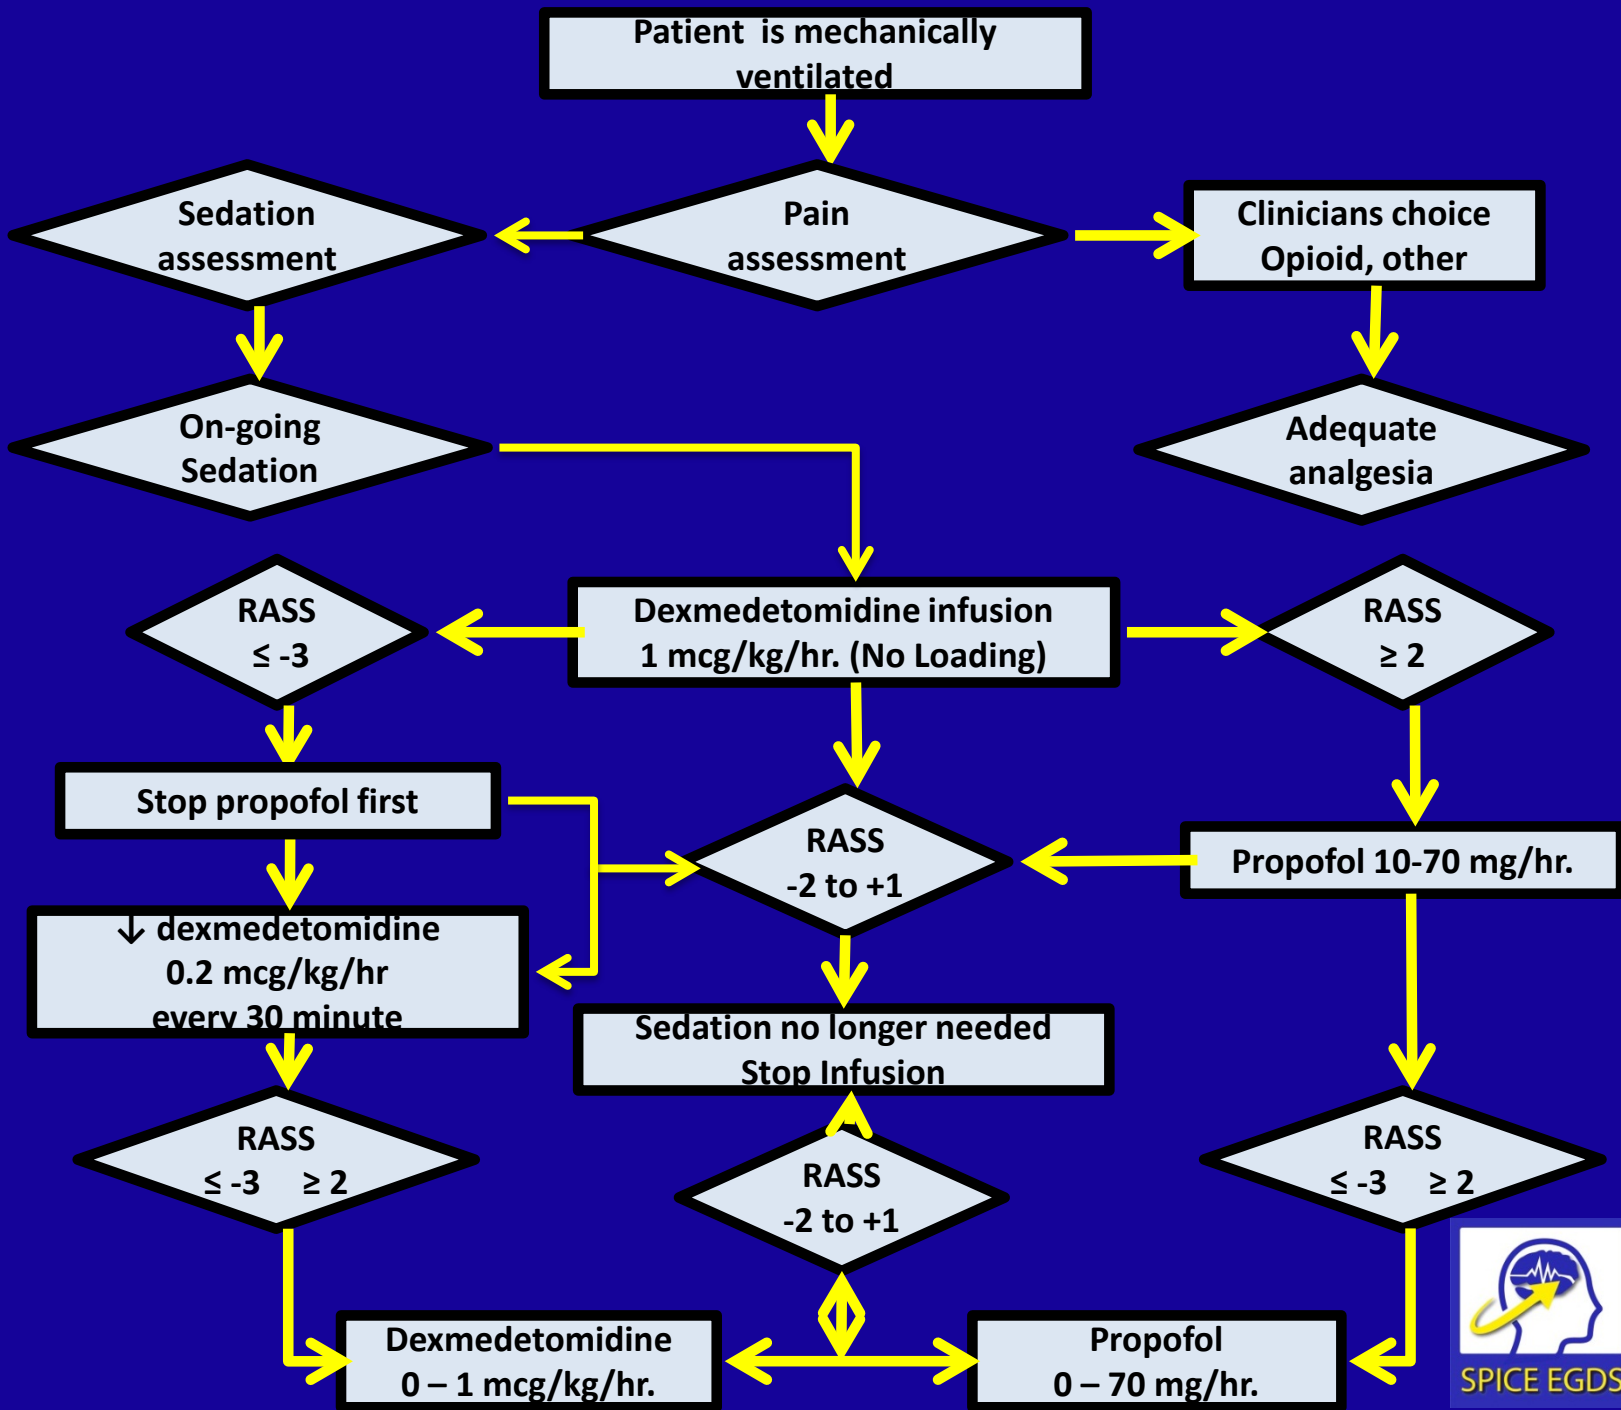 Patient  is mechanically
ventilated
Sedation
assessment
Pain
assessment
Clinicians choice
Opioid, other
On-going
Sedation
Adequate
analgesia
RASS
≤ -3
Dexmedetomidine infusion
1 mcg/kg/hr. (No Loading)
RASS
≥ 2
Stop propofol first
RASS
-2 to +1
Propofol 10-70 mg/hr.
↓ dexmedetomidine
0.2 mcg/kg/hr
every 30 minute
Sedation no longer needed
Stop Infusion
RASS
≤ -3    ≥ 2
RASS
-2 to +1
RASS
≤ -3    ≥ 2
Dexmedetomidine
0 – 1 mcg/kg/hr.
Propofol
0 – 70 mg/hr.
SPICE EGDS